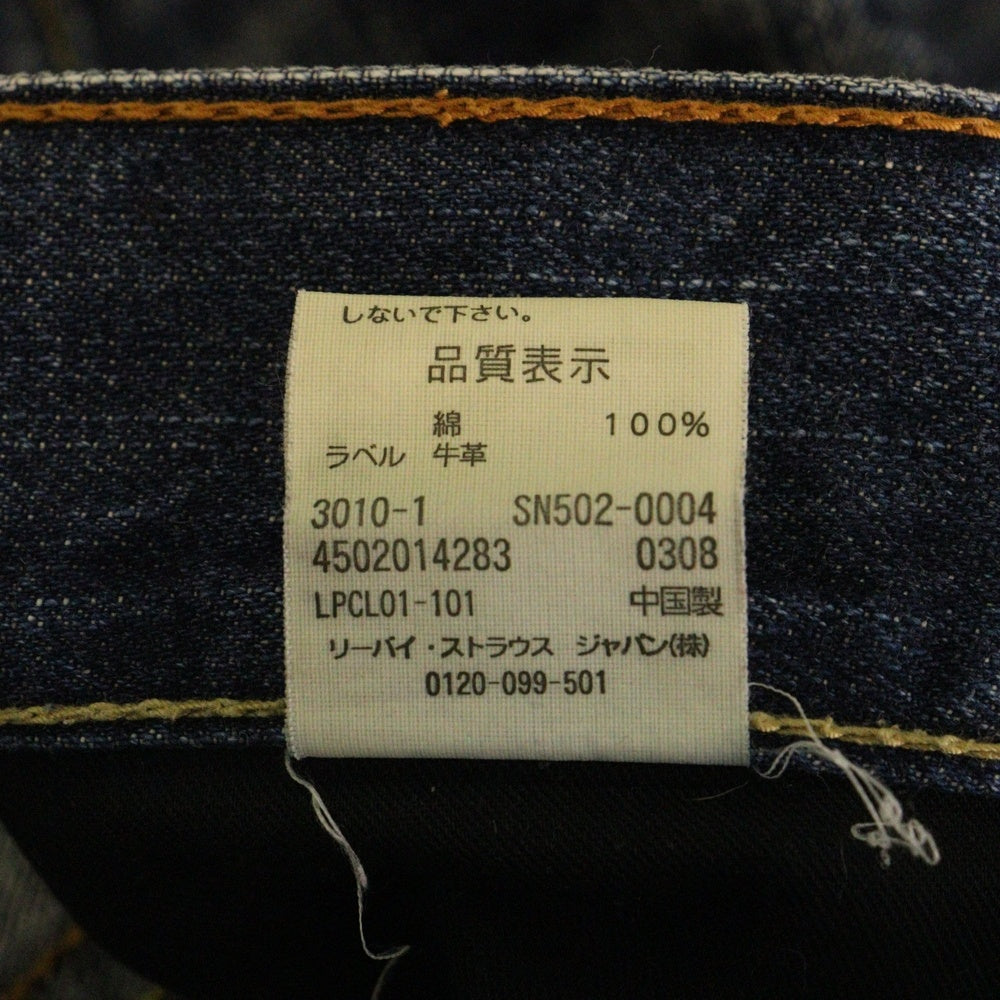 しないで下さい。
品質表示
綿 100%
ラベル 牛革
3010-1 SN502-0004
4502014283 0308
LPCL01-101 中国製
リーバイ・ストラウス ジャパン(株)
0120-099-501